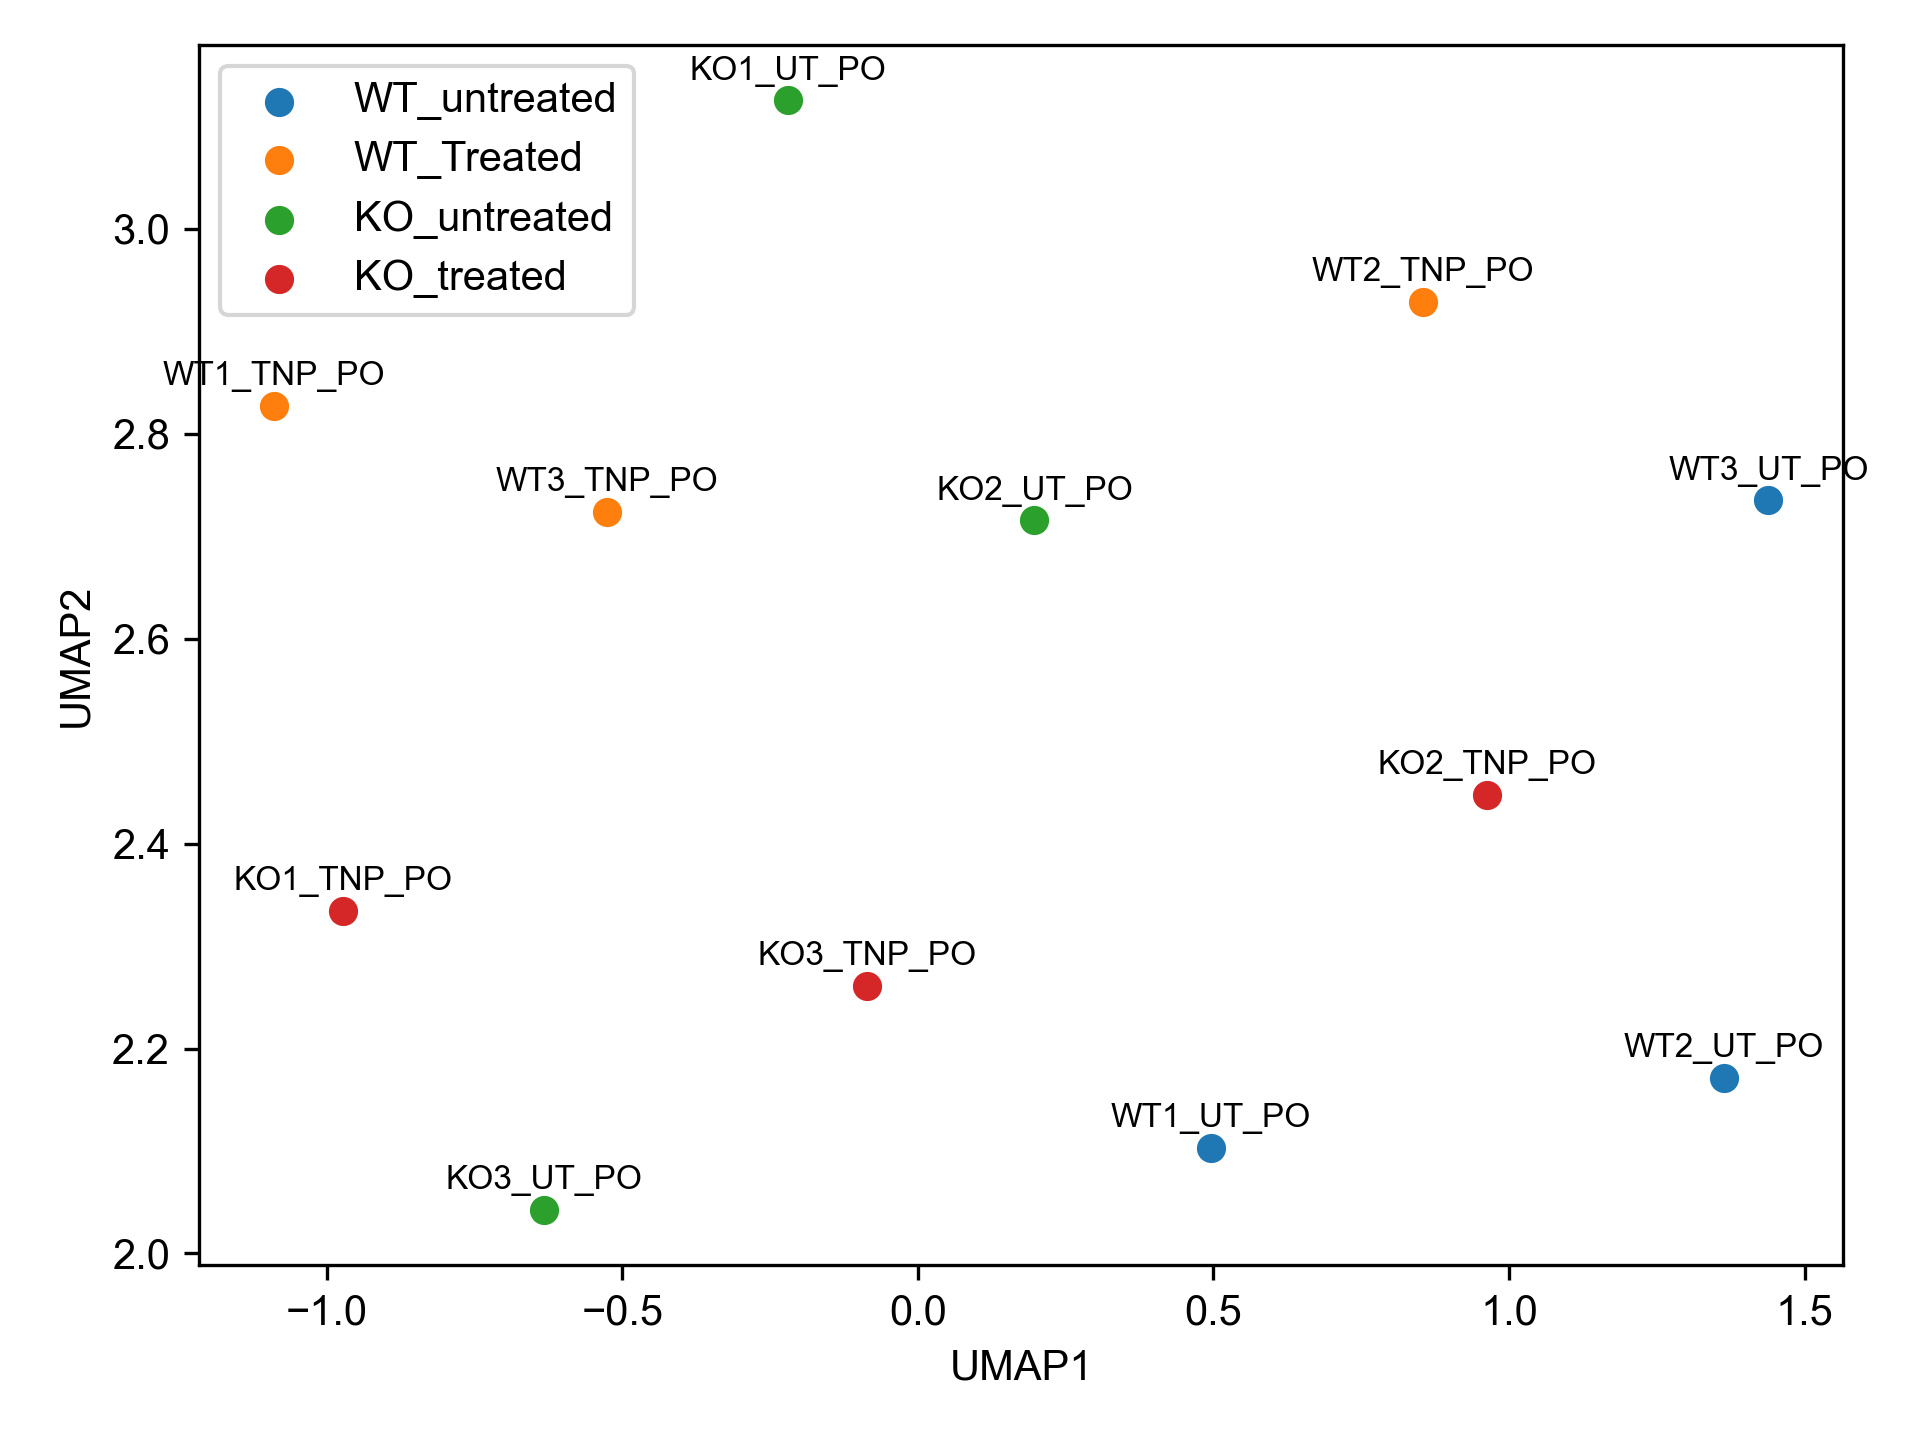 WT_untreated
WT_Treated
KO_untreated
KO_treated
KO1_UT_PO
WT2_TNP_PO
WT1_TNP_PO
WT3_TNP_PO
KO2_UT_PO
WT3_UT_PO
KO2_TNP_PO
KO1_TNP_PO
KO3_TNP_PO
WT2_UT_PO
WT1_UT_PO
KO3_UT_PO
3.0
2.8
2.6
2.4
2.2
2.0
UMAP2
−1.0 −0.5 0.0 0.5 1.0 1.5
UMAP1